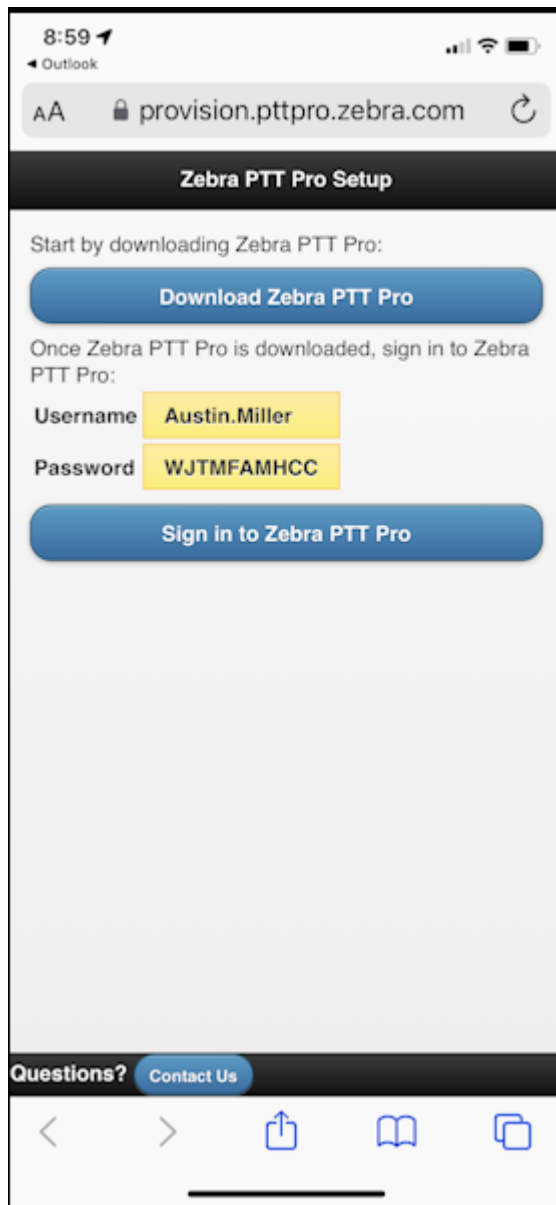 8:59
◀ Outlook
AA provision.pttpro.zebra.com
Zebra PTT Pro Setup
Start by downloading Zebra PTT Pro:
Download Zebra PTT Pro
Once Zebra PTT Pro is downloaded, sign in to Zebra
PTT Pro:
Username Austin.Miller
Password WJTMFAMHCC
Sign in to Zebra PTT Pro
Questions? Contact Us